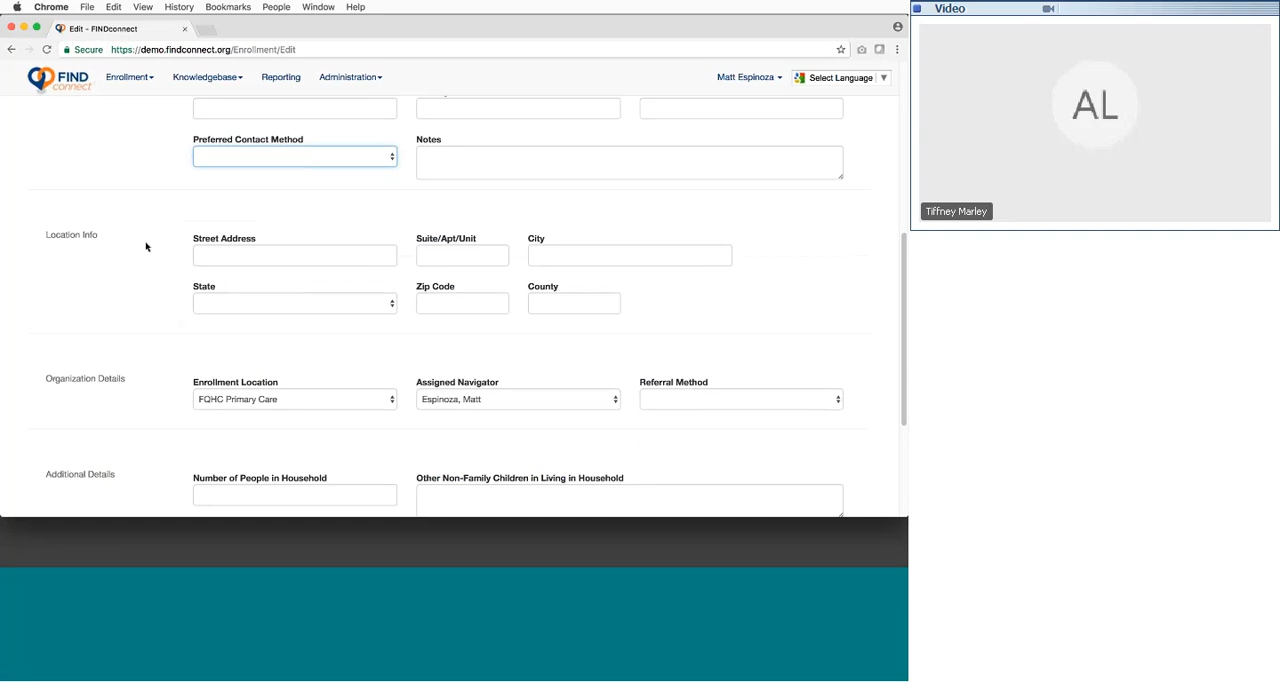 Chrome File Edit View History Bookmarks People Window Help
Video
Edit - FINDconnect ×
Secure https://demo.findconnect.org/Enrollment/Edit
FIND connect
Enrollment Knowledgebase Reporting Administration Matt Espinoza Select Language
Preferred Contact Method Notes
AL
Tiffney Marley
Location Info
Street Address Suite/Apt/Unit City
State Zip Code County
Organization Details
Enrollment Location Assigned Navigator Referral Method
FQHC Primary Care Espinoza, Matt
Additional Details
Number of People in Household Other Non-Family Children in Living in Household